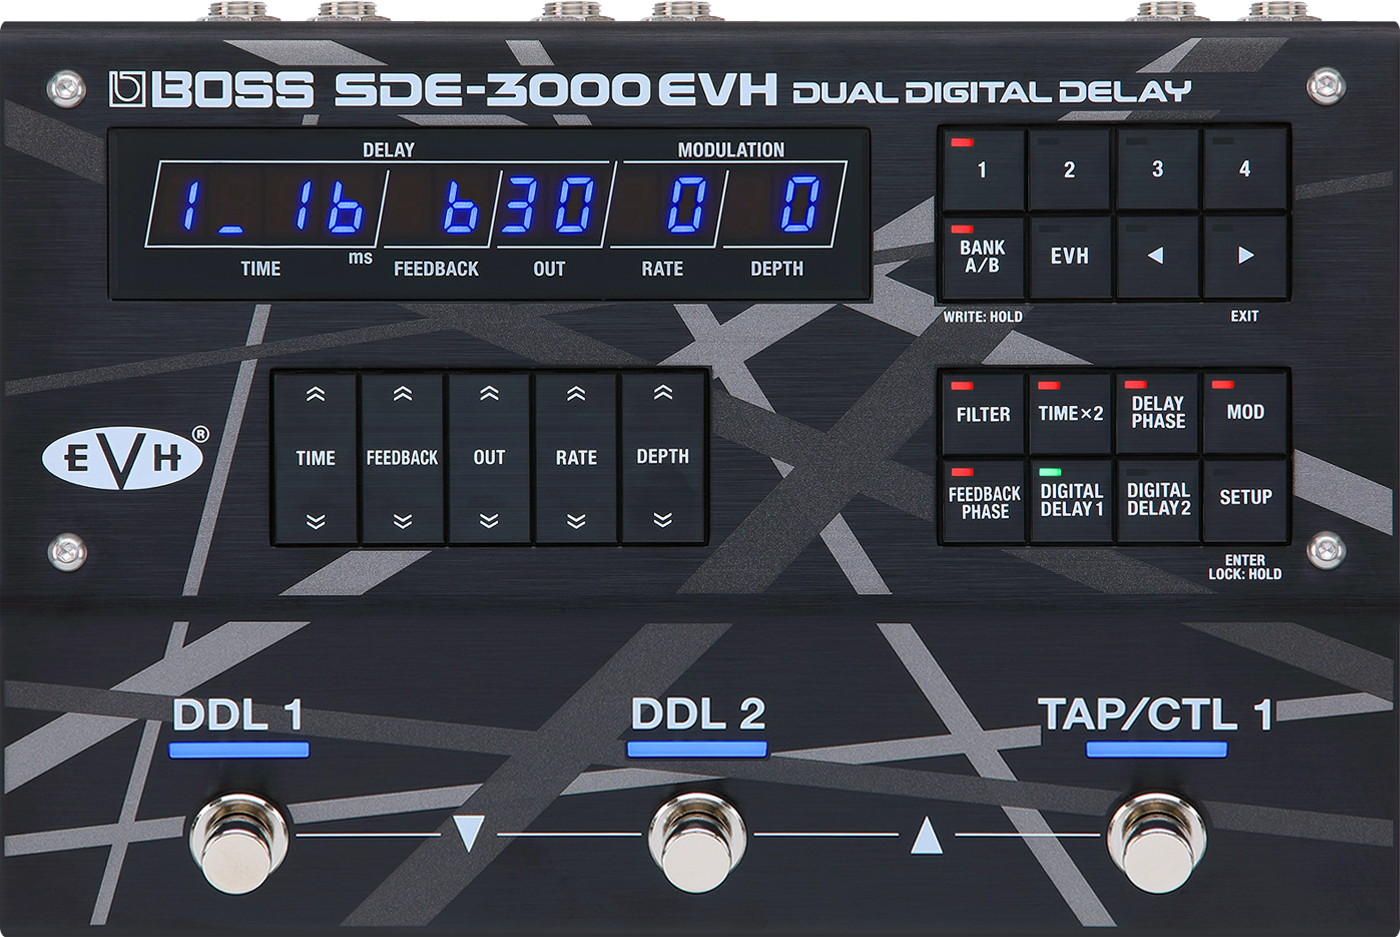 BOSS SDE-3000 EVH DUAL DIGITAL DELAY
DELAY MODULATION
1_ 1b b 30 0 0
TIME ms FEEDBACK OUT RATE DEPTH
1 2 3 4
BANK
A/B
EVH
WRITE: HOLD EXIT
EVH®
TIME FEEDBACK OUT RATE DEPTH
FILTER TIME×2
DELAY
PHASE
MOD
FEEDBACK
PHASE
DIGITAL
DELAY 1
DIGITAL
DELAY 2
SETUP
ENTER
LOCK: HOLD
DDL 1 DDL 2 TAP/CTL 1